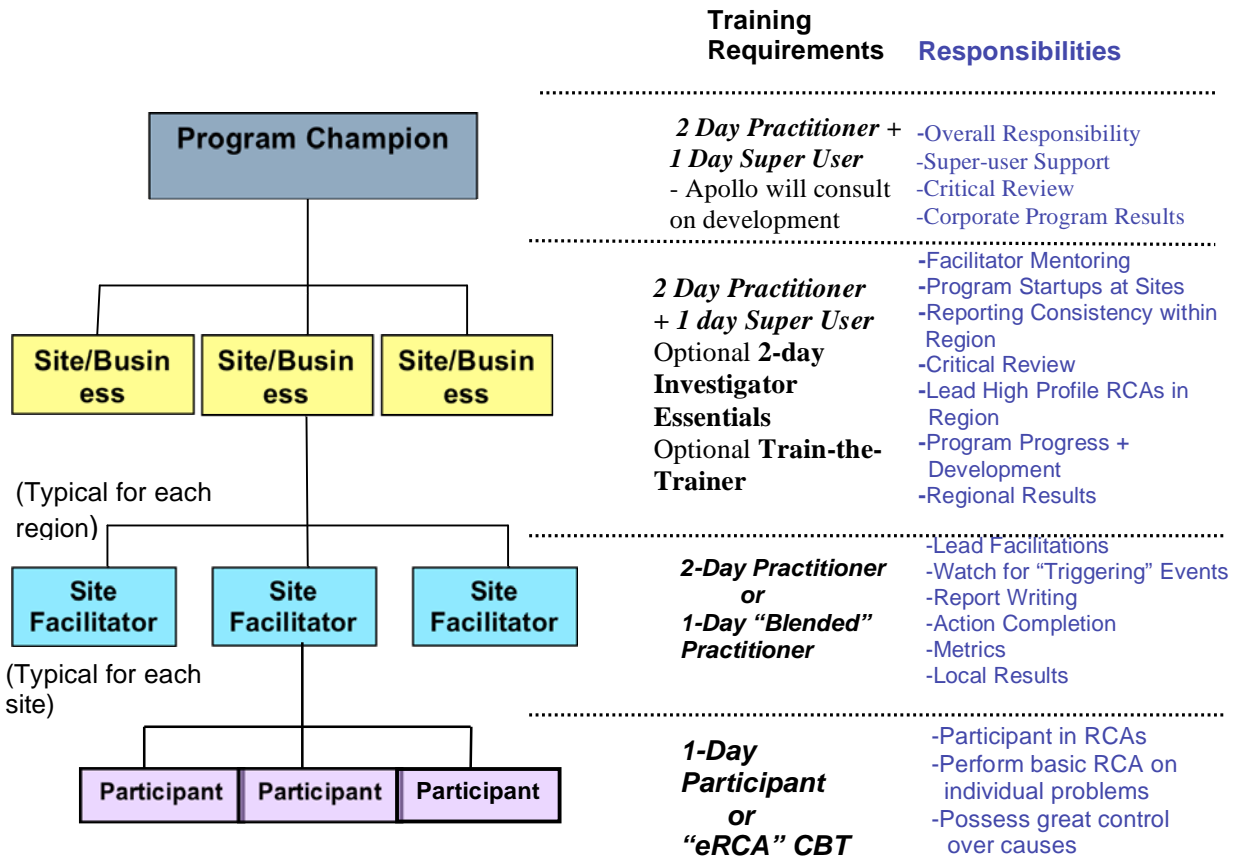 Training
Requirements
Responsibilities
Program Champion
2 Day Practitioner +
1 Day Super User
- Apollo will consult
on development
-Overall Responsibility
-Super-user Support
-Critical Review
-Corporate Program Results
Site/Busin
ess
Site/Busin
ess
Site/Busin
ess
(Typical for each
region)
2 Day Practitioner
+ 1 day Super User
Optional 2-day
Investigator
Essentials
Optional Train-the-
Trainer
-Facilitator Mentoring
-Program Startups at Sites
-Reporting Consistency within
Region
-Critical Review
-Lead High Profile RCAs in
Region
-Program Progress +
Development
-Regional Results
Site
Facilitator
Site
Facilitator
Site
Facilitator
(Typical for each
site)
2-Day Practitioner
or
1-Day “Blended”
Practitioner
-Lead Facilitations
-Watch for “Triggering” Events
-Report Writing
-Action Completion
-Metrics
-Local Results
Participant
Participant
Participant
1-Day
Participant
or
“eRCA” CBT
-Participant in RCAs
-Perform basic RCA on
individual problems
-Possess great control
over causes